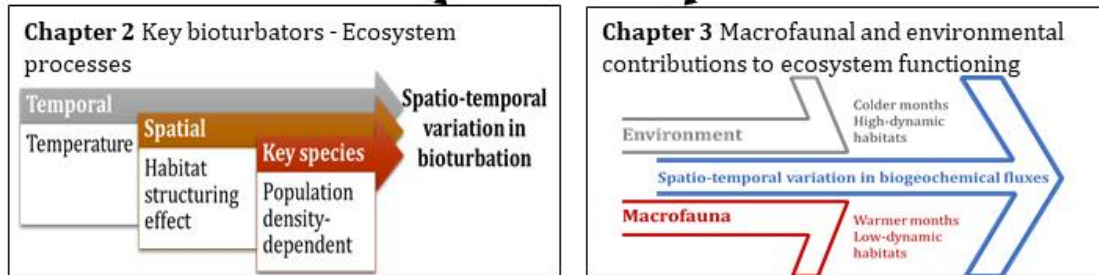 Chapter 2 Key bioturbators - Ecosystem
processes
Temporal
Temperature
Spatial
Habitat
structuring
effect
Key species
Population
density-
dependent
Spatio-temporal
variation in
bioturbation
Chapter 3 Macrofaunal and environmental
contributions to ecosystem functioning
Environment
Colder months
High-dynamic
habitats
Spatio-temporal variation in biogeochemical fluxes
Macrofauna
Warmer months
Low-dynamic
habitats